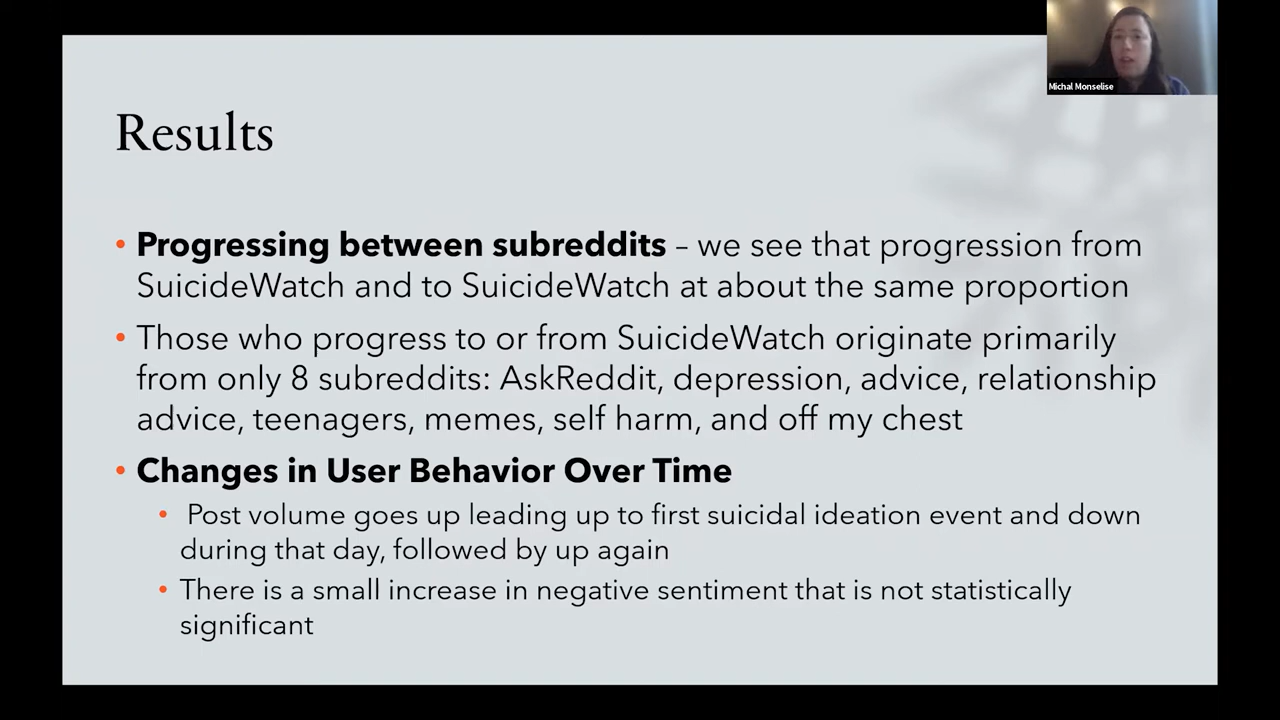 Michal Monselise
Results
• Progressing between subreddits – we see that progression from
SuicideWatch and to SuicideWatch at about the same proportion
• Those who progress to or from SuicideWatch originate primarily
from only 8 subreddits: AskReddit, depression, advice, relationship
advice, teenagers, memes, self harm, and off my chest
• Changes in User Behavior Over Time
• Post volume goes up leading up to first suicidal ideation event and down
during that day, followed by up again
• There is a small increase in negative sentiment that is not statistically
significant